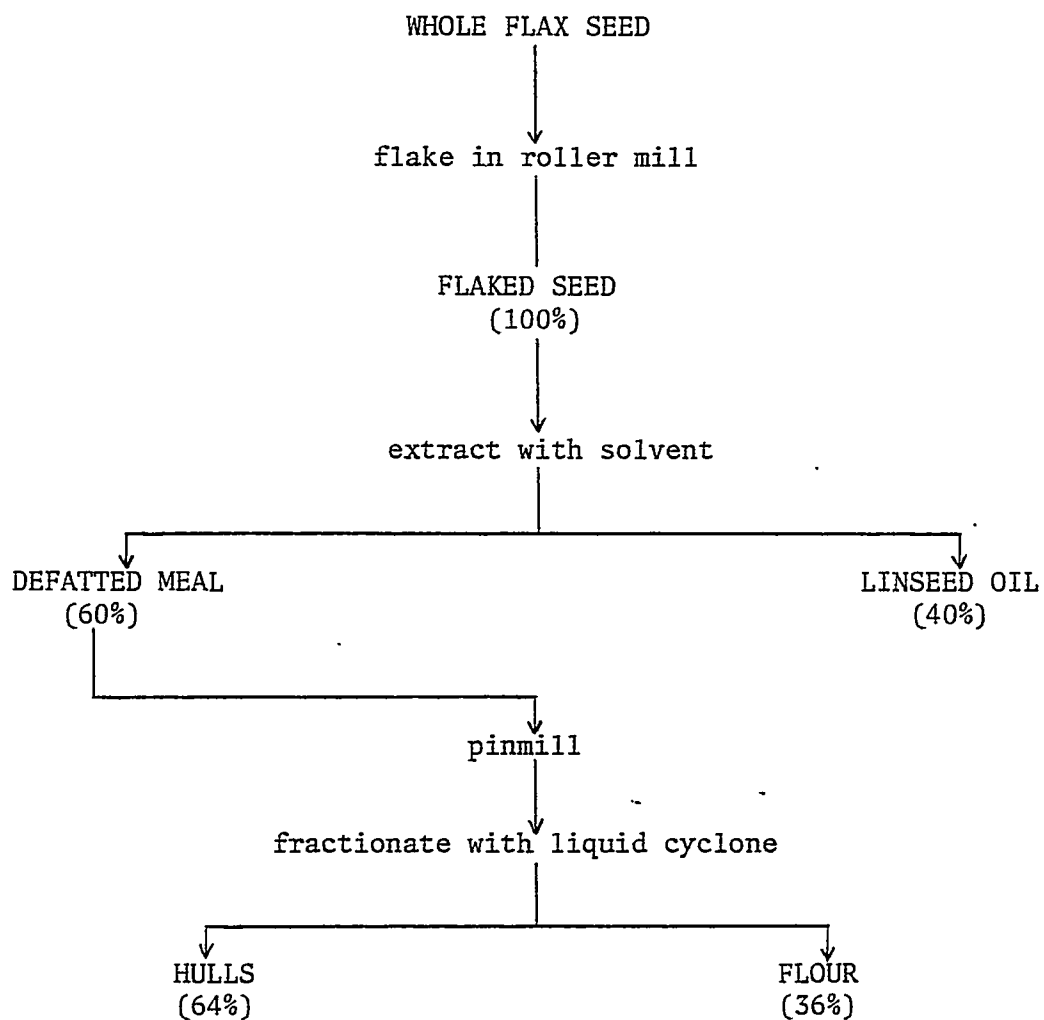 WHOLE FLAX SEED
flake in roller mill
FLAKED SEED
(100%)
extract with solvent
DEFATTED MEAL
(60%)
LINSEED OIL
(40%)
pinmill
fractionate with liquid cyclone
HULLS
(64%)
FLOUR
(36%)